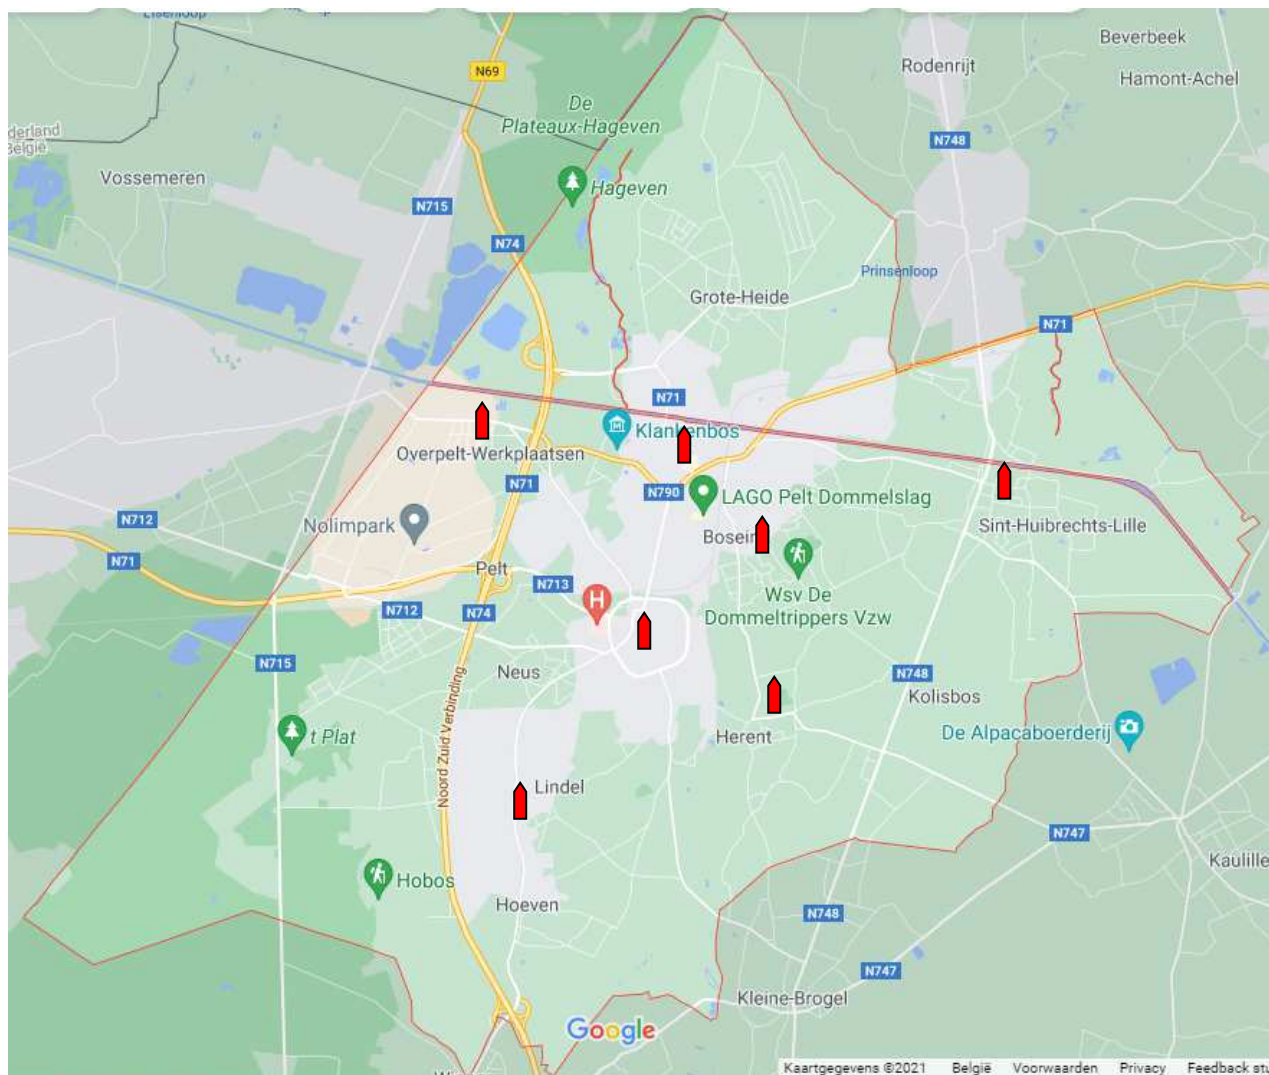 N69
De
Plateaux-Hageven
Rodenrijt
Beverbeek
Hamont-Achel
derland
België
Vossemeren
Hageven
N715
N748
N74
Prinsenloop
Grote-Heide
N71
N71
Klankenbos
Overpelt-Werkplaatsen
N71
N790
LAGO Pelt Dommelslag
N712
Nolimpark
Sint-Huibrechts-Lille
N71
Pelt
N713
Wsv De
Dommeltrippers Vzw
N712
N74
H
N715
Neus
N748
Kolisbos
Noord Zuid Verbinding
t Plat
Herent
De Alpacaboerderij
Lindel
N747
Kaulille
Hobos
Hoeven
N748
N747
Kleine-Brogel
Google
Kaartgegevens ©2021 België Voorwaarden Privacy Feedback stu